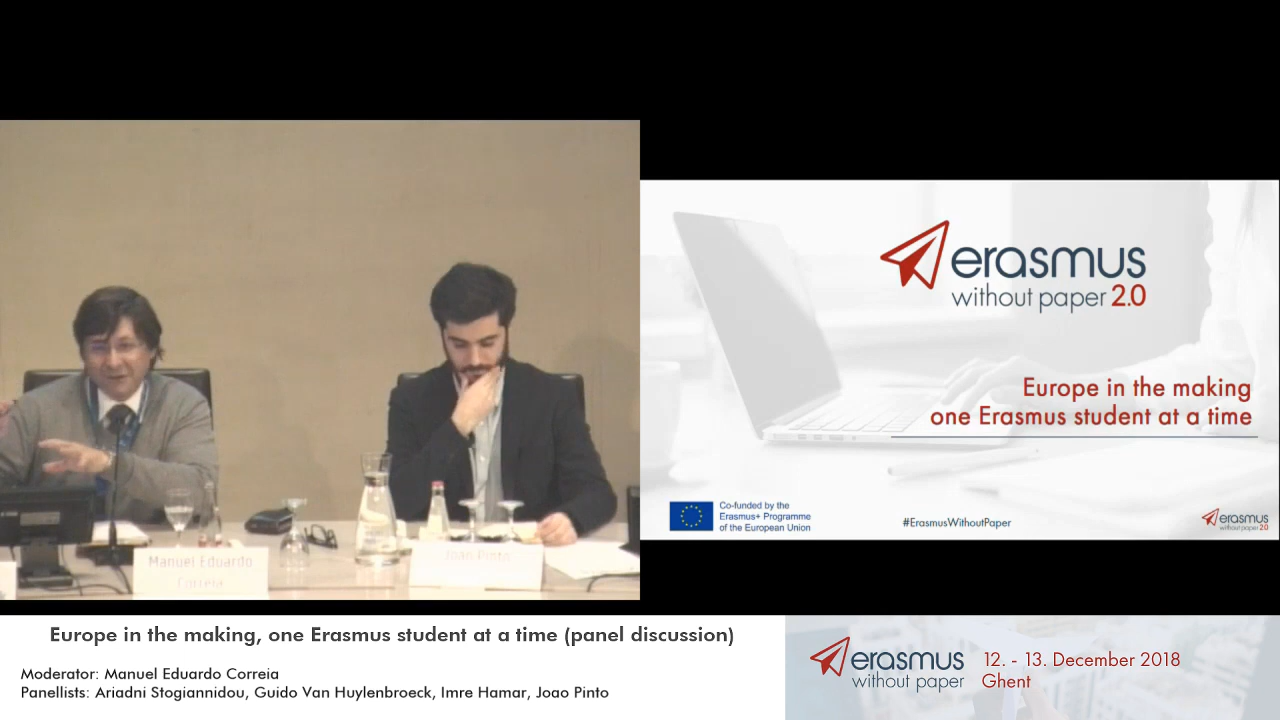 Manuel Eduardo
Correia
João Pinto
erasmus
without paper 2.0
Europe in the making
one Erasmus student at a time
Co-funded by the
Erasmus+ Programme
of the European Union
#ErasmusWithoutPaper
erasmus
without paper 2.0
Europe in the making, one Erasmus student at a time (panel discussion)
Moderator: Manuel Eduardo Correia
Panellists: Ariadni Stogiannidou, Guido Van Huylenbroeck, Imre Hamar, Joao Pinto
erasmus
without paper
12. - 13. December 2018
Ghent